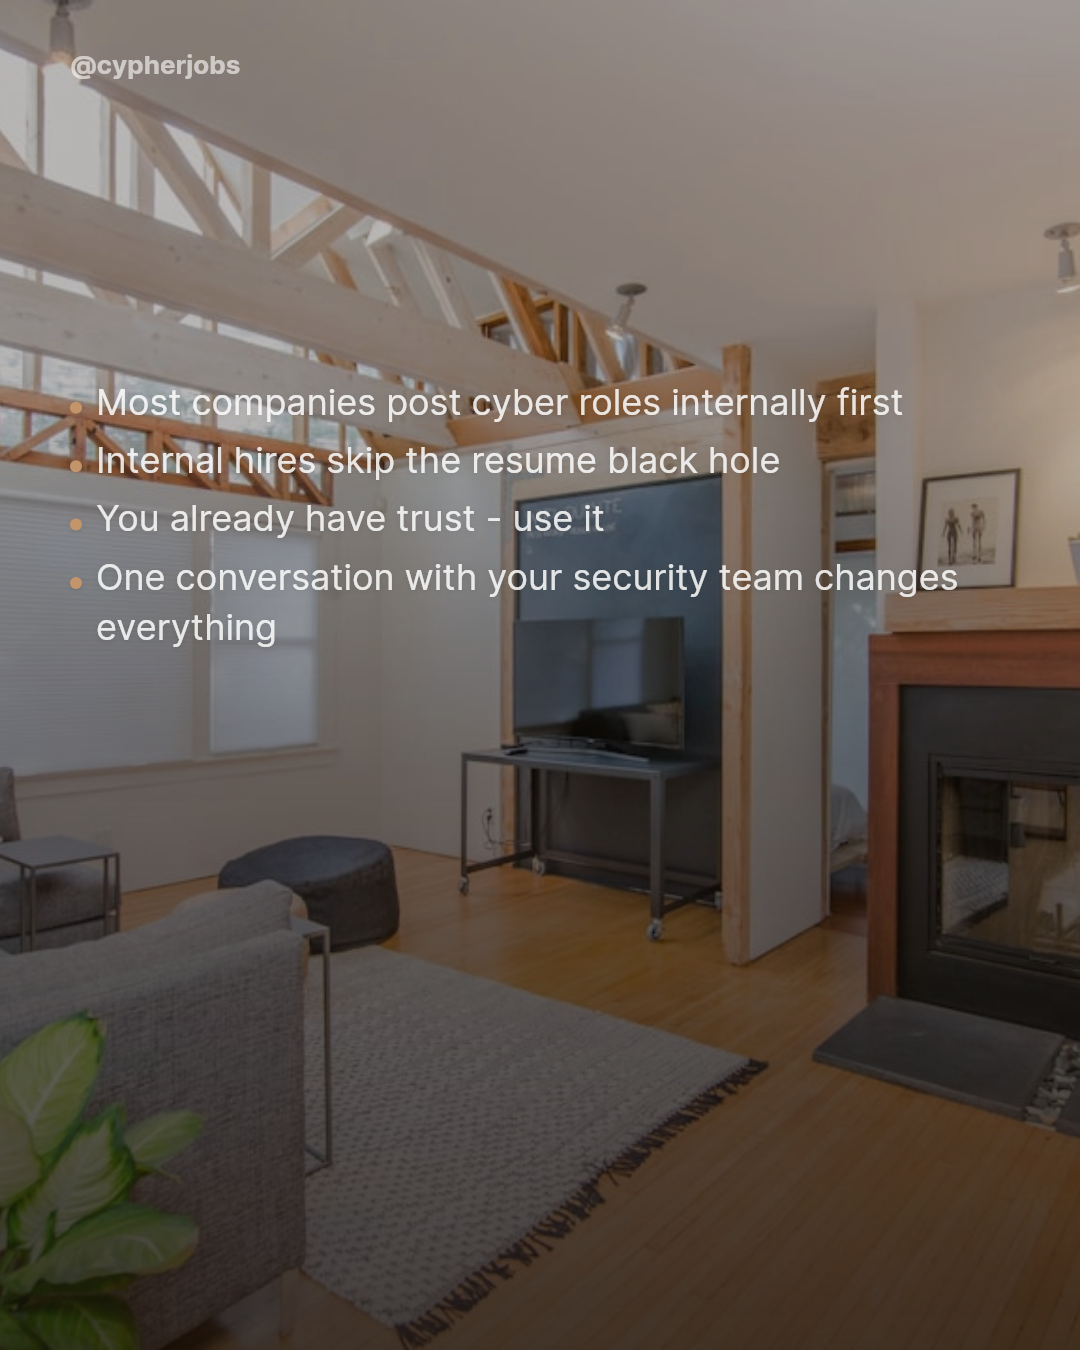 @cypherjobs
Most companies post cyber roles internally first
Internal hires skip the resume black hole
You already have trust - use it
One conversation with your security team changes
everything